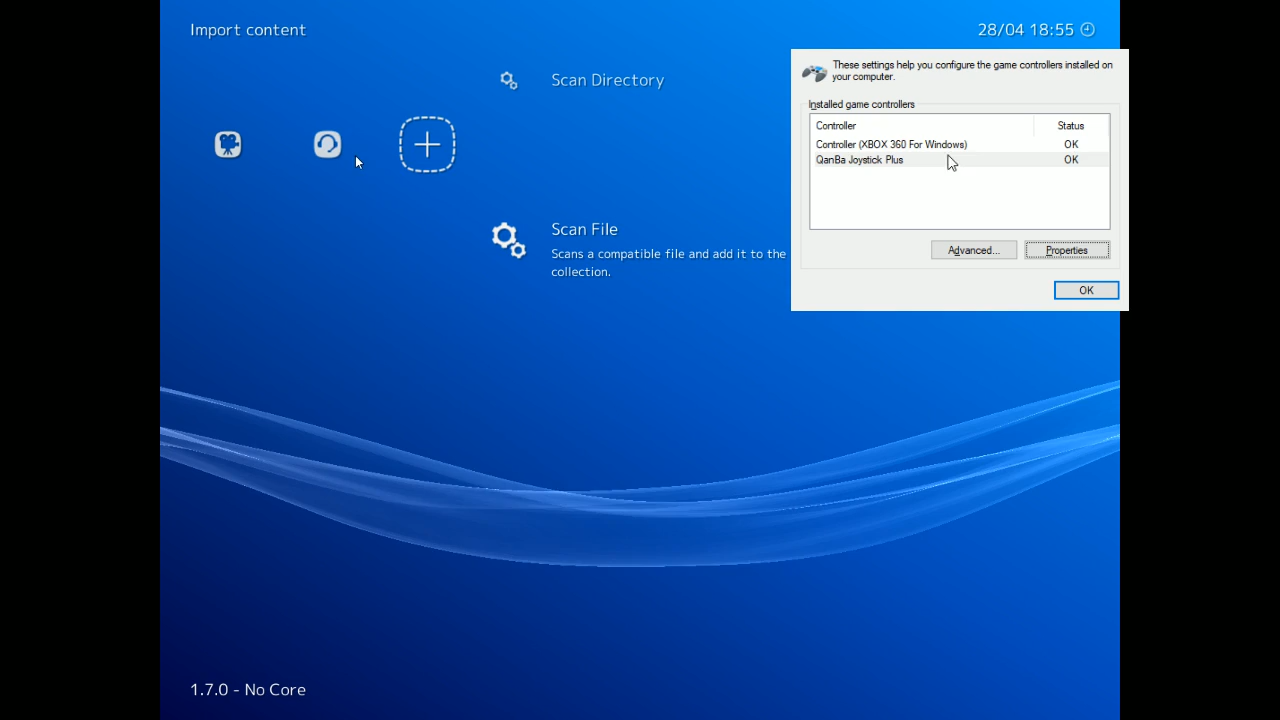 Import content
28/04 18:55
Scan Directory
Scan File
Scans a compatible file and add it to the
collection.
These settings help you configure the game controllers installed on
your computer.
Installed game controllers
Controller Status
Controller (XBOX 360 For Windows) OK
QanBa Joystick Plus OK
Advanced... Properties
OK
1.7.0 - No Core